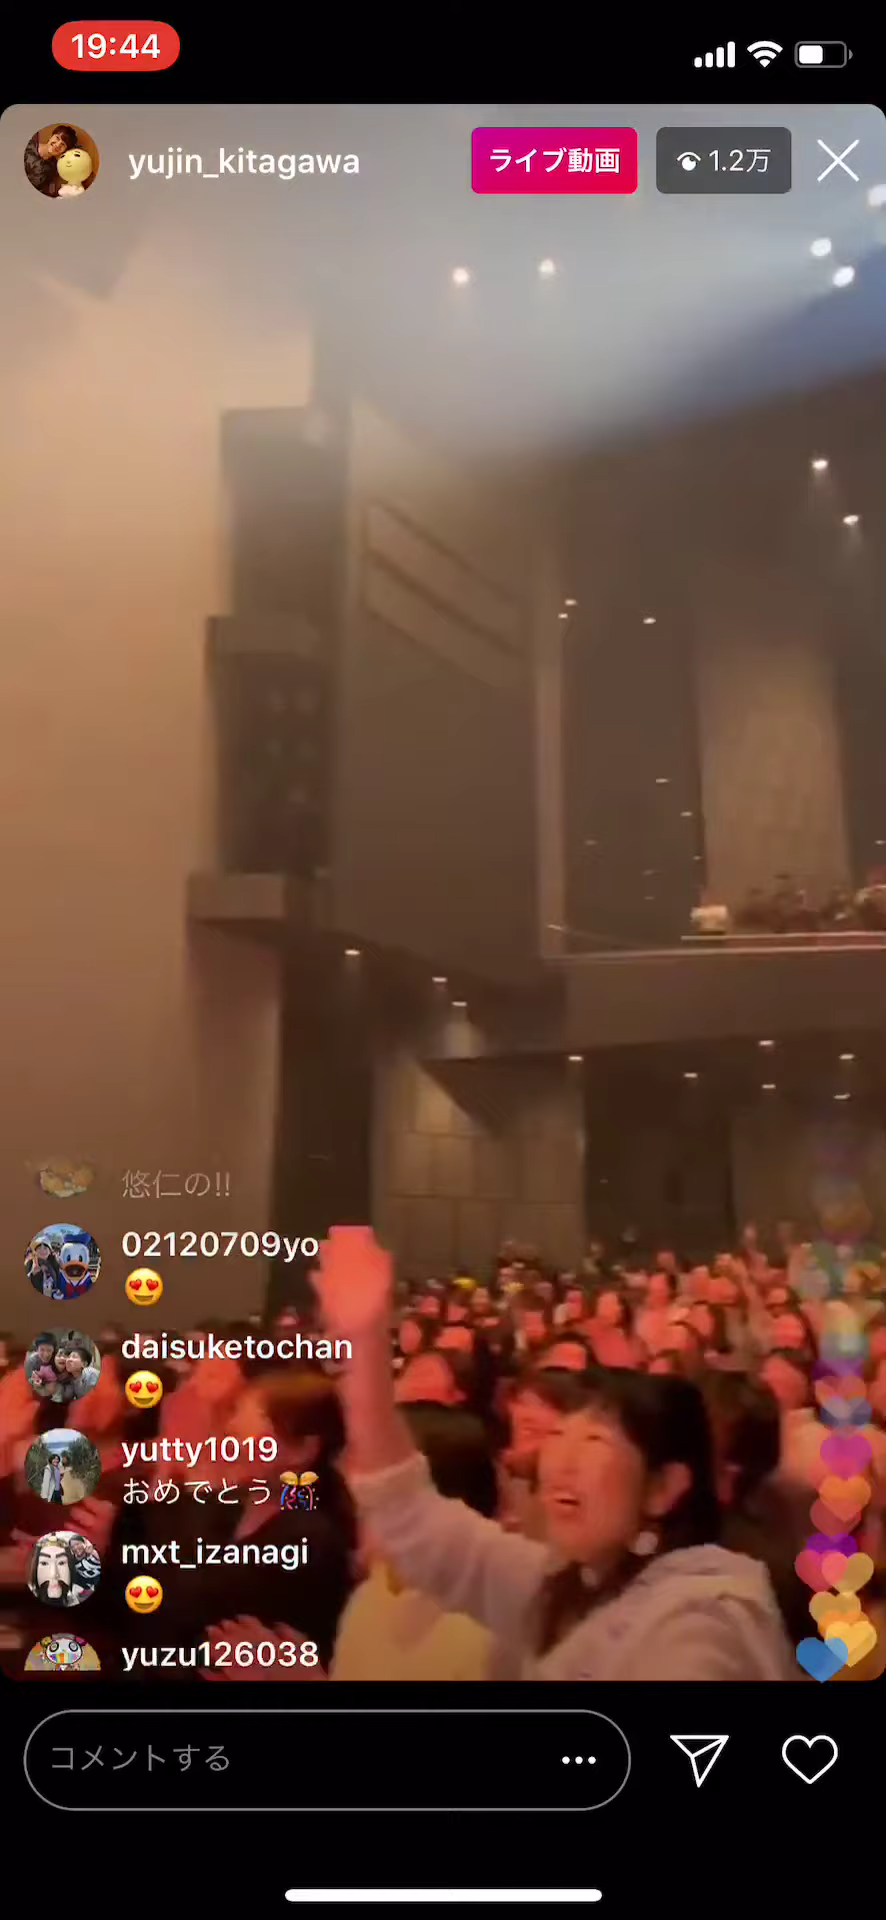 19:44
yujin_kitagawa
ライブ動画
1.2万
悠仁の!!
02120709yo
😍
daisuketochan
😍
yutty1019
おめでとう🎊
mxt_izanagi
😍
yuzu126038
コメントする